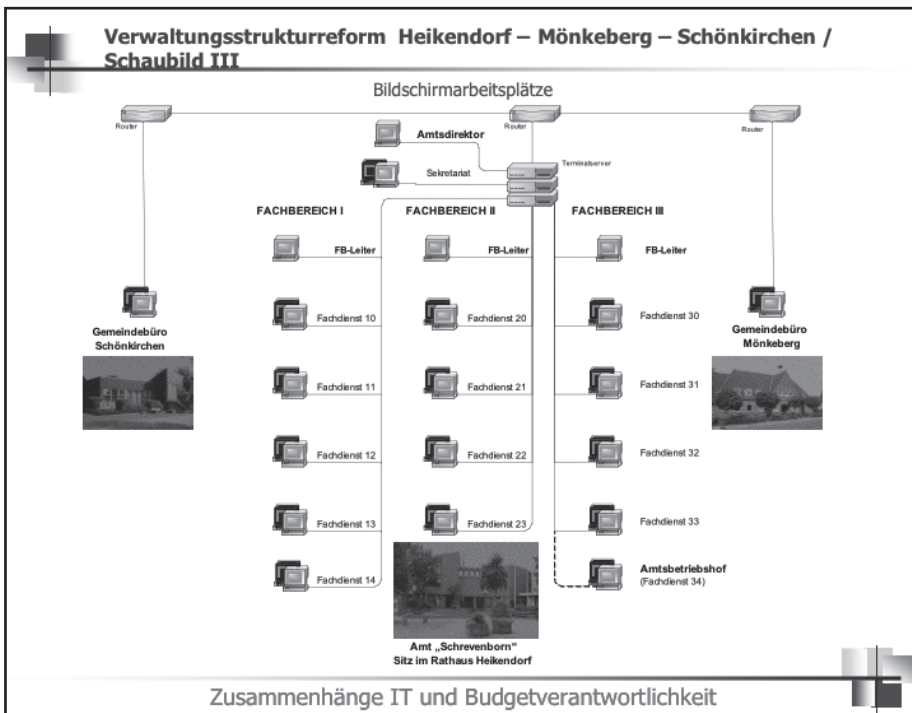 Verwaltungsstrukturreform Heikendorf – Mönkeberg – Schönkirchen /
Schaubild III
Bildschirmarbeitsplätze
Router
Router
Router
Amtsdirektor
Terminalserver
Sekretariat
FACHBEREICH I
FACHBEREICH II
FACHBEREICH III
FB-Leiter
FB-Leiter
FB-Leiter
Fachdienst 10
Fachdienst 20
Fachdienst 30
Gemeindebüro
Schönkirchen
Gemeindebüro
Mönkeberg
Fachdienst 11
Fachdienst 21
Fachdienst 31
Fachdienst 12
Fachdienst 22
Fachdienst 32
Fachdienst 13
Fachdienst 23
Fachdienst 33
Fachdienst 14
Amtsbetriebshof
(Fachdienst 34)
Amt „Schrevenborn“
Sitz im Rathaus Heikendorf
Zusammenhänge IT und Budgetverantwortlichkeit